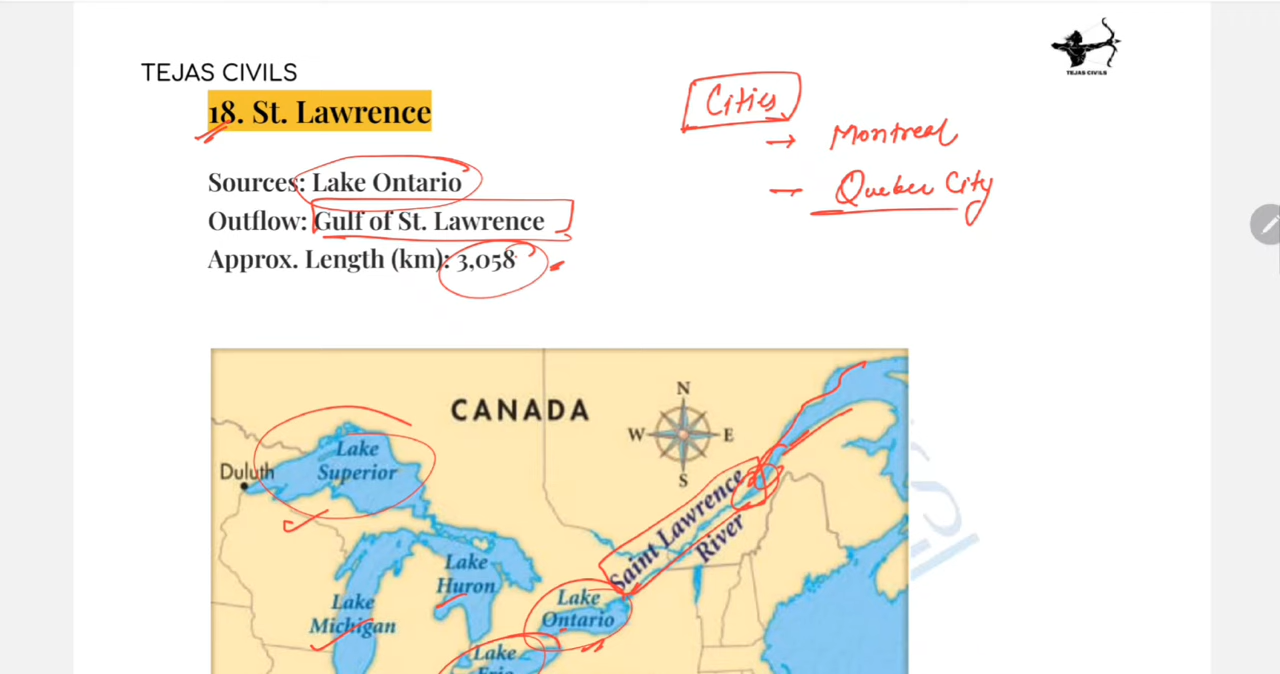 TEJAS CIVILS
TEJAS CIVILS
18. St. Lawrence
Cities
→ Montreal
Sources: Lake Ontario
→ Quebec City
Outflow: Gulf of St. Lawrence
Approx. Length (km): 3,058
CANADA
N
W E
S
Lake
Superior
Duluth
Saint Lawrence
River
Lake
Huron
Lake
Michigan
Lake
Ontario
Lake
Erie